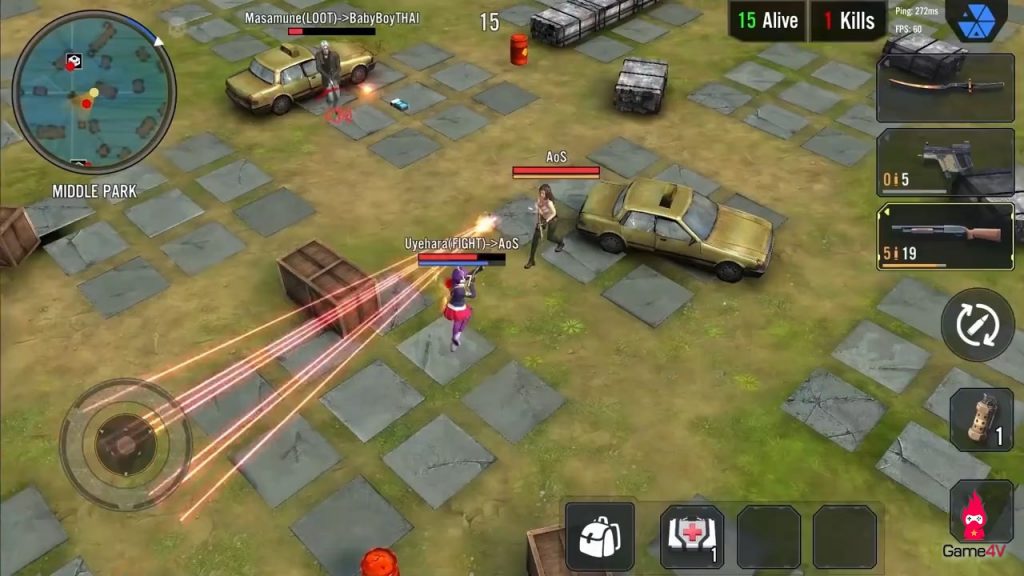 Masamune(LOOT)->BabyBoyTHAI
15
15 Alive
1 Kills
Ping: 272ms
FPS: 60
MIDDLE PARK
AoS
Uyehara(FIGHT)->AoS
0 5
5 19
1
1
Game4V